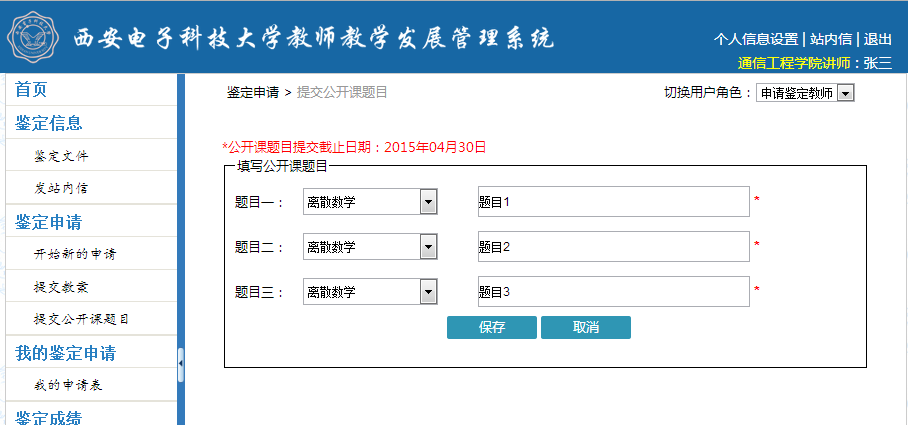 西安电子科技大学教师教学发展管理系统
个人信息设置 | 站内信 | 退出
通信工程学院讲师：张三
首页
鉴定信息
鉴定文件
发站内信
鉴定申请
开始新的申请
提交教案
提交公开课题目
我的鉴定申请
我的申请表
鉴定成绩
鉴定申请 > 提交公开课题目
切换用户角色：申请鉴定教师
*公开课题目提交截止日期：2015年04月30日
填写公开课题目
题目一： 离散数学 题目1 *
题目二： 离散数学 题目2 *
题目三： 离散数学 题目3 *
保存 取消